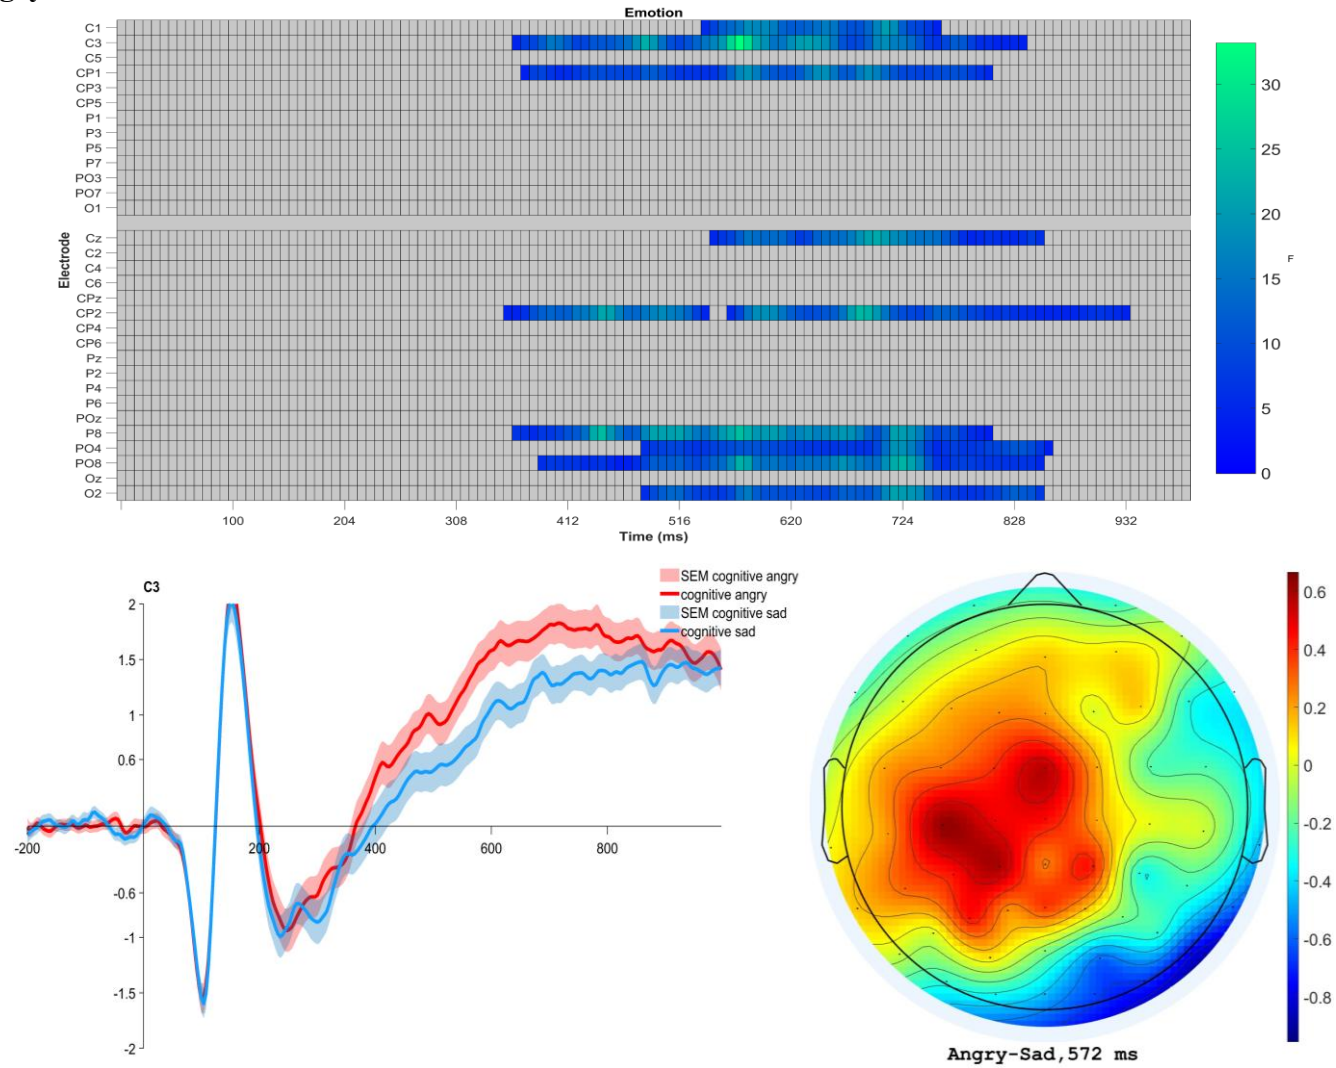 Emotion
C1
C3
C5
CP1
CP3
CP5
P1
P3
P5
P7
PO3
PO7
O1
Electrode
Cz
C2
C4
C6
CPz
CP2
CP4
CP6
Pz
P2
P4
P6
POz
P8
PO4
PO8
Oz
O2
100 204 308 412 516 620 724 828 932
Time (ms)
30
25
20
F
15
10
5
0
C3
SEM cognitive angry
cognitive angry
SEM cognitive sad
cognitive sad
2
1.5
1
0.6
-200 200 400 600 800
-0.6
-1
-1.5
-2
0.6
0.4
0.2
0
-0.2
-0.4
-0.6
-0.8
Angry-Sad,572 ms